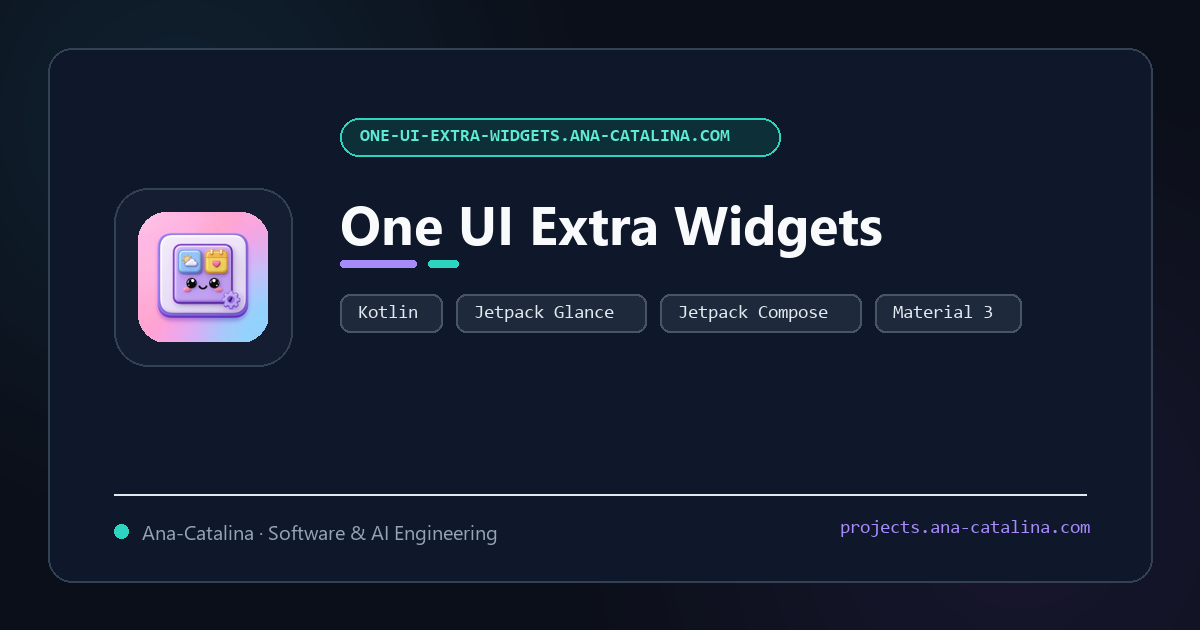 ONE-UI-EXTRA-WIDGETS.ANA-CATALINA.COM
One UI Extra Widgets
Kotlin
Jetpack Glance
Jetpack Compose
Material 3
Ana-Catalina · Software & AI Engineering
projects.ana-catalina.com